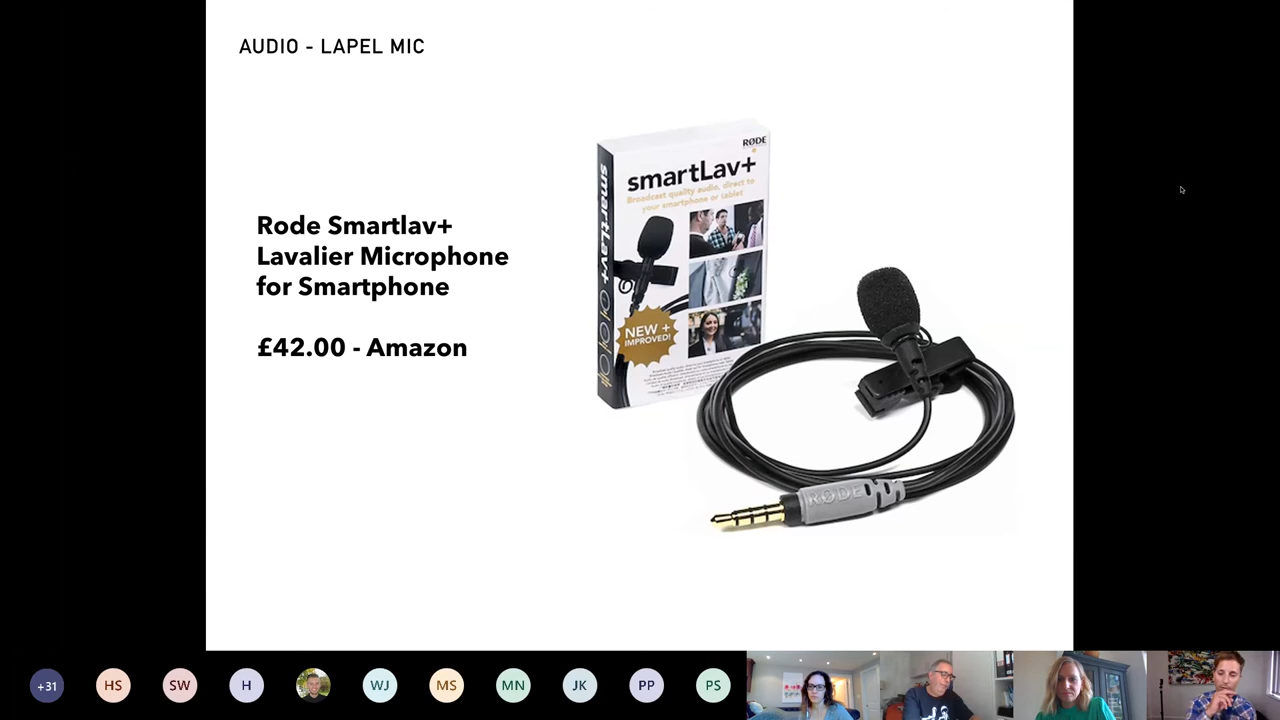 AUDIO - LAPEL MIC
Rode Smartlav+
Lavalier Microphone
for Smartphone
£42.00 - Amazon
RØDE
smartLav+
Broadcast quality audio, direct to
your smartphone or tablet
smartLav+
NEW +
IMPROVED!
RØDE
+31
HS
SW
H
WJ
MS
MN
JK
PP
PS